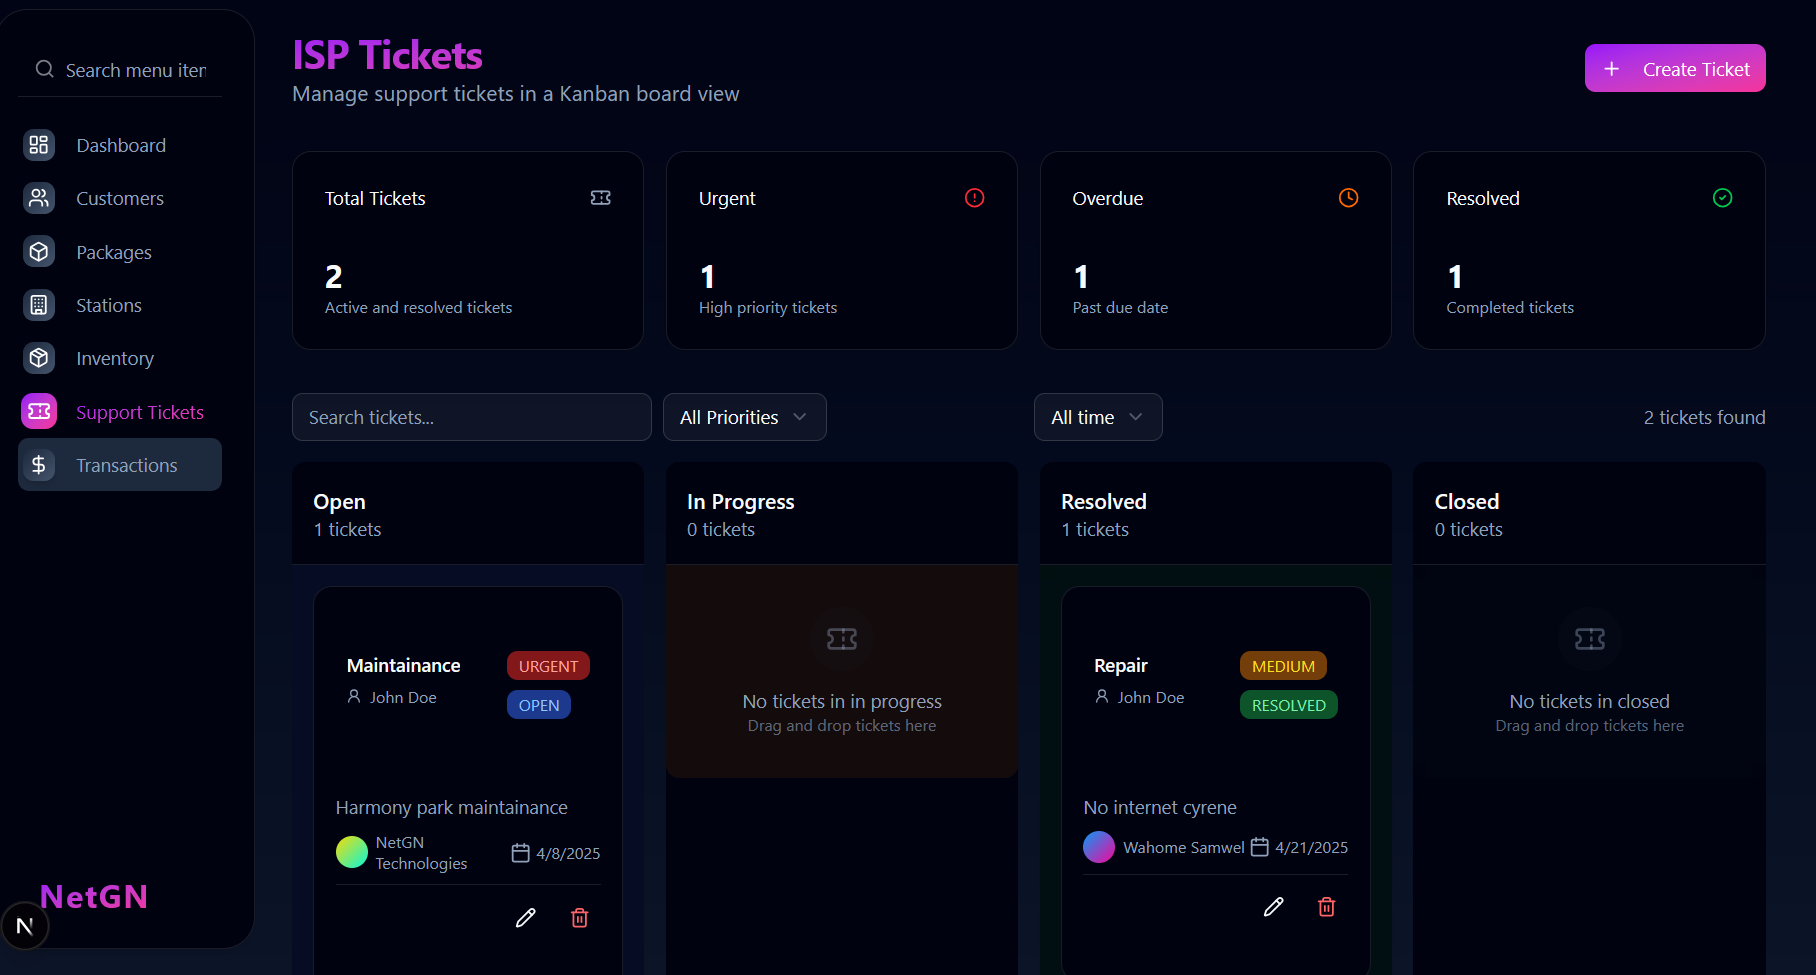 Search menu iter
Dashboard
Customers
Packages
Stations
Inventory
Support Tickets
Transactions
NetGN
N
ISP Tickets
Manage support tickets in a Kanban board view
Create Ticket
Total Tickets
2
Active and resolved tickets
Urgent
1
High priority tickets
Overdue
1
Past due date
Resolved
1
Completed tickets
Search tickets...
All Priorities
All time
2 tickets found
Open
1 tickets
Maintainance
URGENT
John Doe
OPEN
Harmony park maintainance
NetGN
Technologies
4/8/2025
In Progress
0 tickets
No tickets in in progress
Drag and drop tickets here
Resolved
1 tickets
Repair
MEDIUM
John Doe
RESOLVED
No internet cyrene
Wahome Samwel
4/21/2025
Closed
0 tickets
No tickets in closed
Drag and drop tickets here